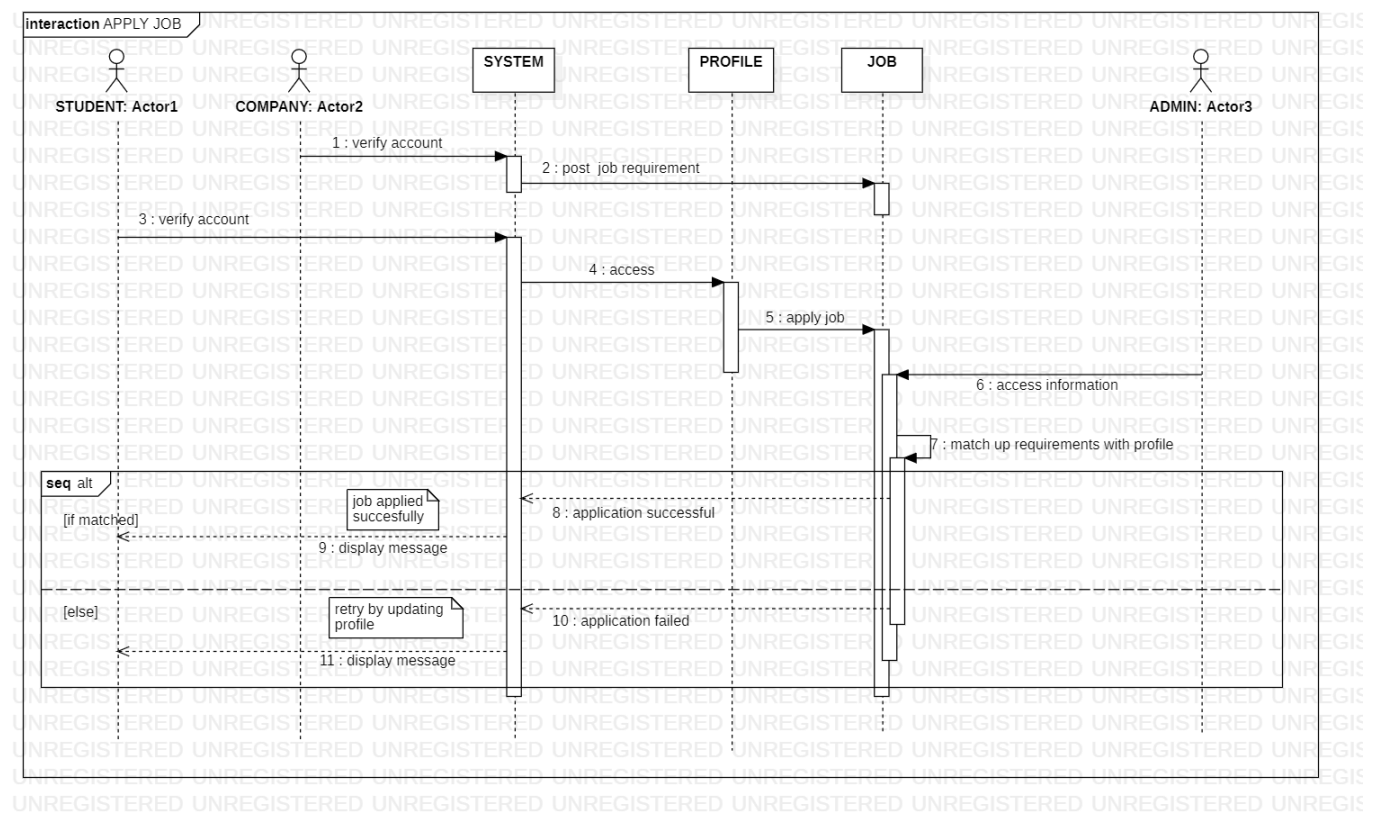 interaction APPLY JOB
STUDENT: Actor1
COMPANY: Actor2
SYSTEM
PROFILE
JOB
ADMIN: Actor3
1 : verify account
2 : post  job requirement
3 : verify account
4 : access
5 : apply job
6 : access information
7 : match up requirements with profile
seq alt
[if matched]
job applied
succesfully
8 : application successful
9 : display message
[else]
retry by updating
profile
10 : application failed
11 : display message
UNREGISTERED